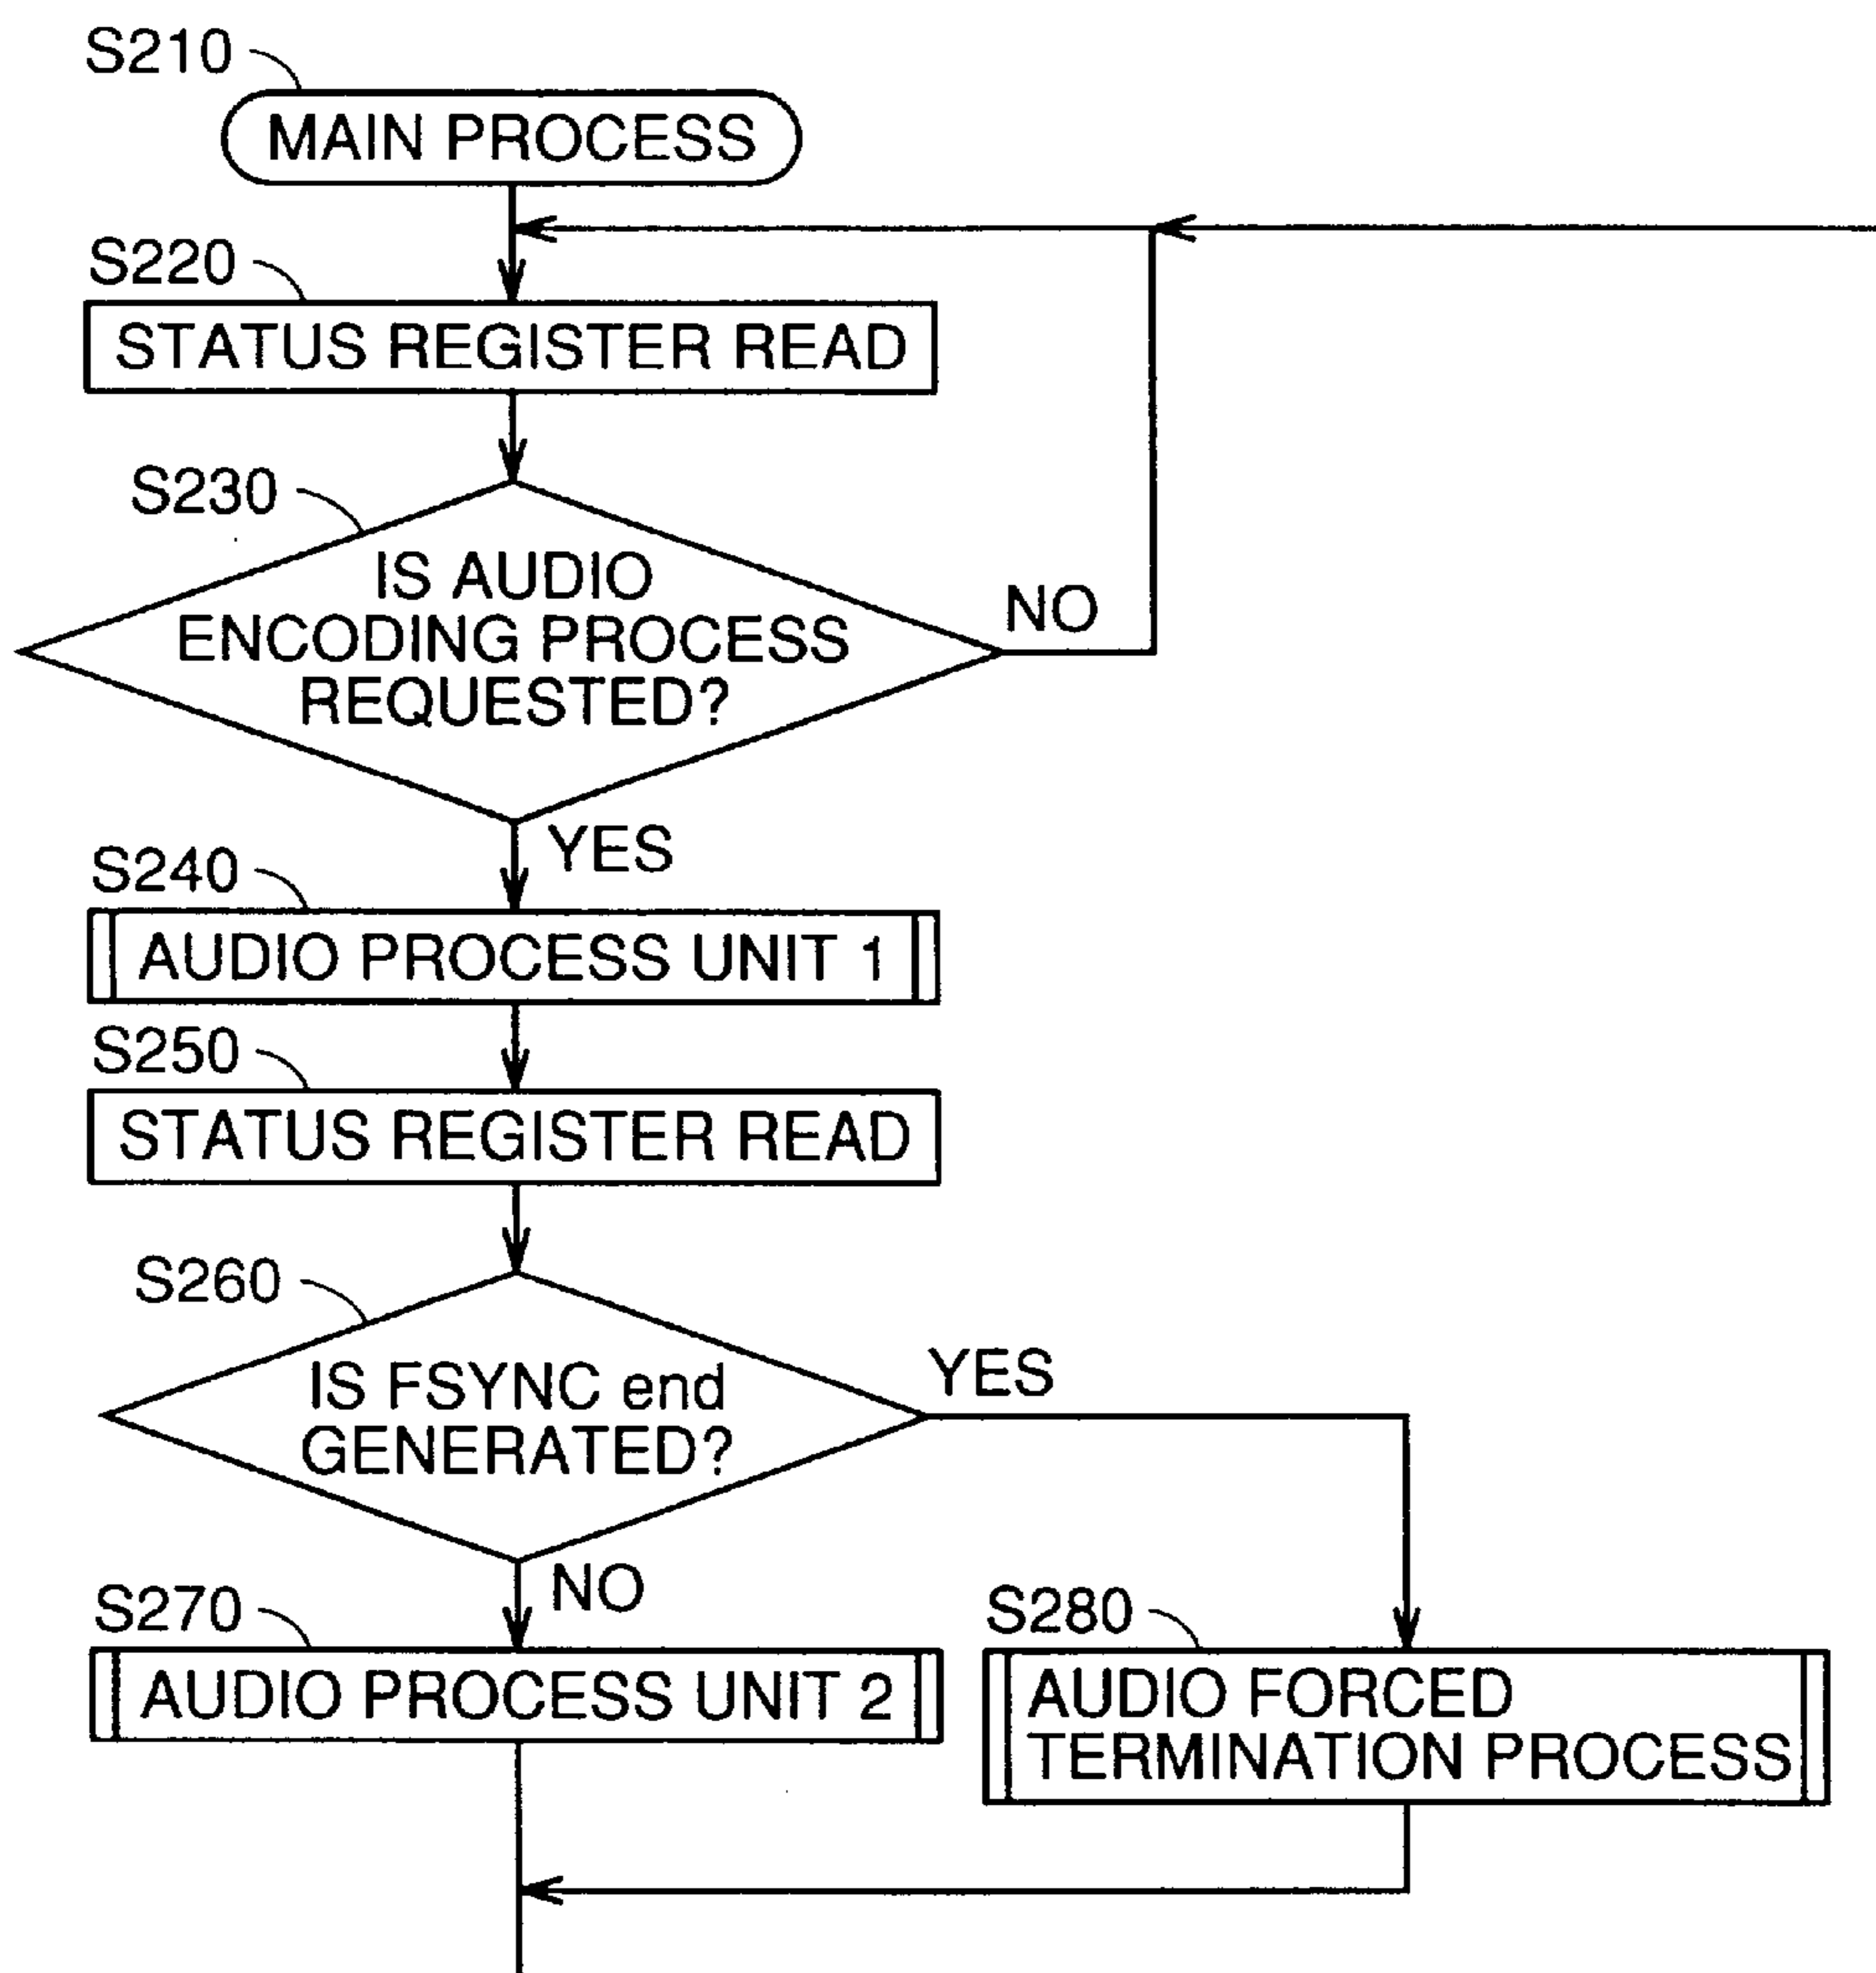 S210
MAIN PROCESS
S220
STATUS REGISTER READ
S230
IS AUDIO
ENCODING PROCESS
REQUESTED?
NO
YES
S240
AUDIO PROCESS UNIT 1
S250
STATUS REGISTER READ
S260
IS FSYNC end
GENERATED?
YES
NO
S270
AUDIO PROCESS UNIT 2
S280
AUDIO FORCED
TERMINATION PROCESS